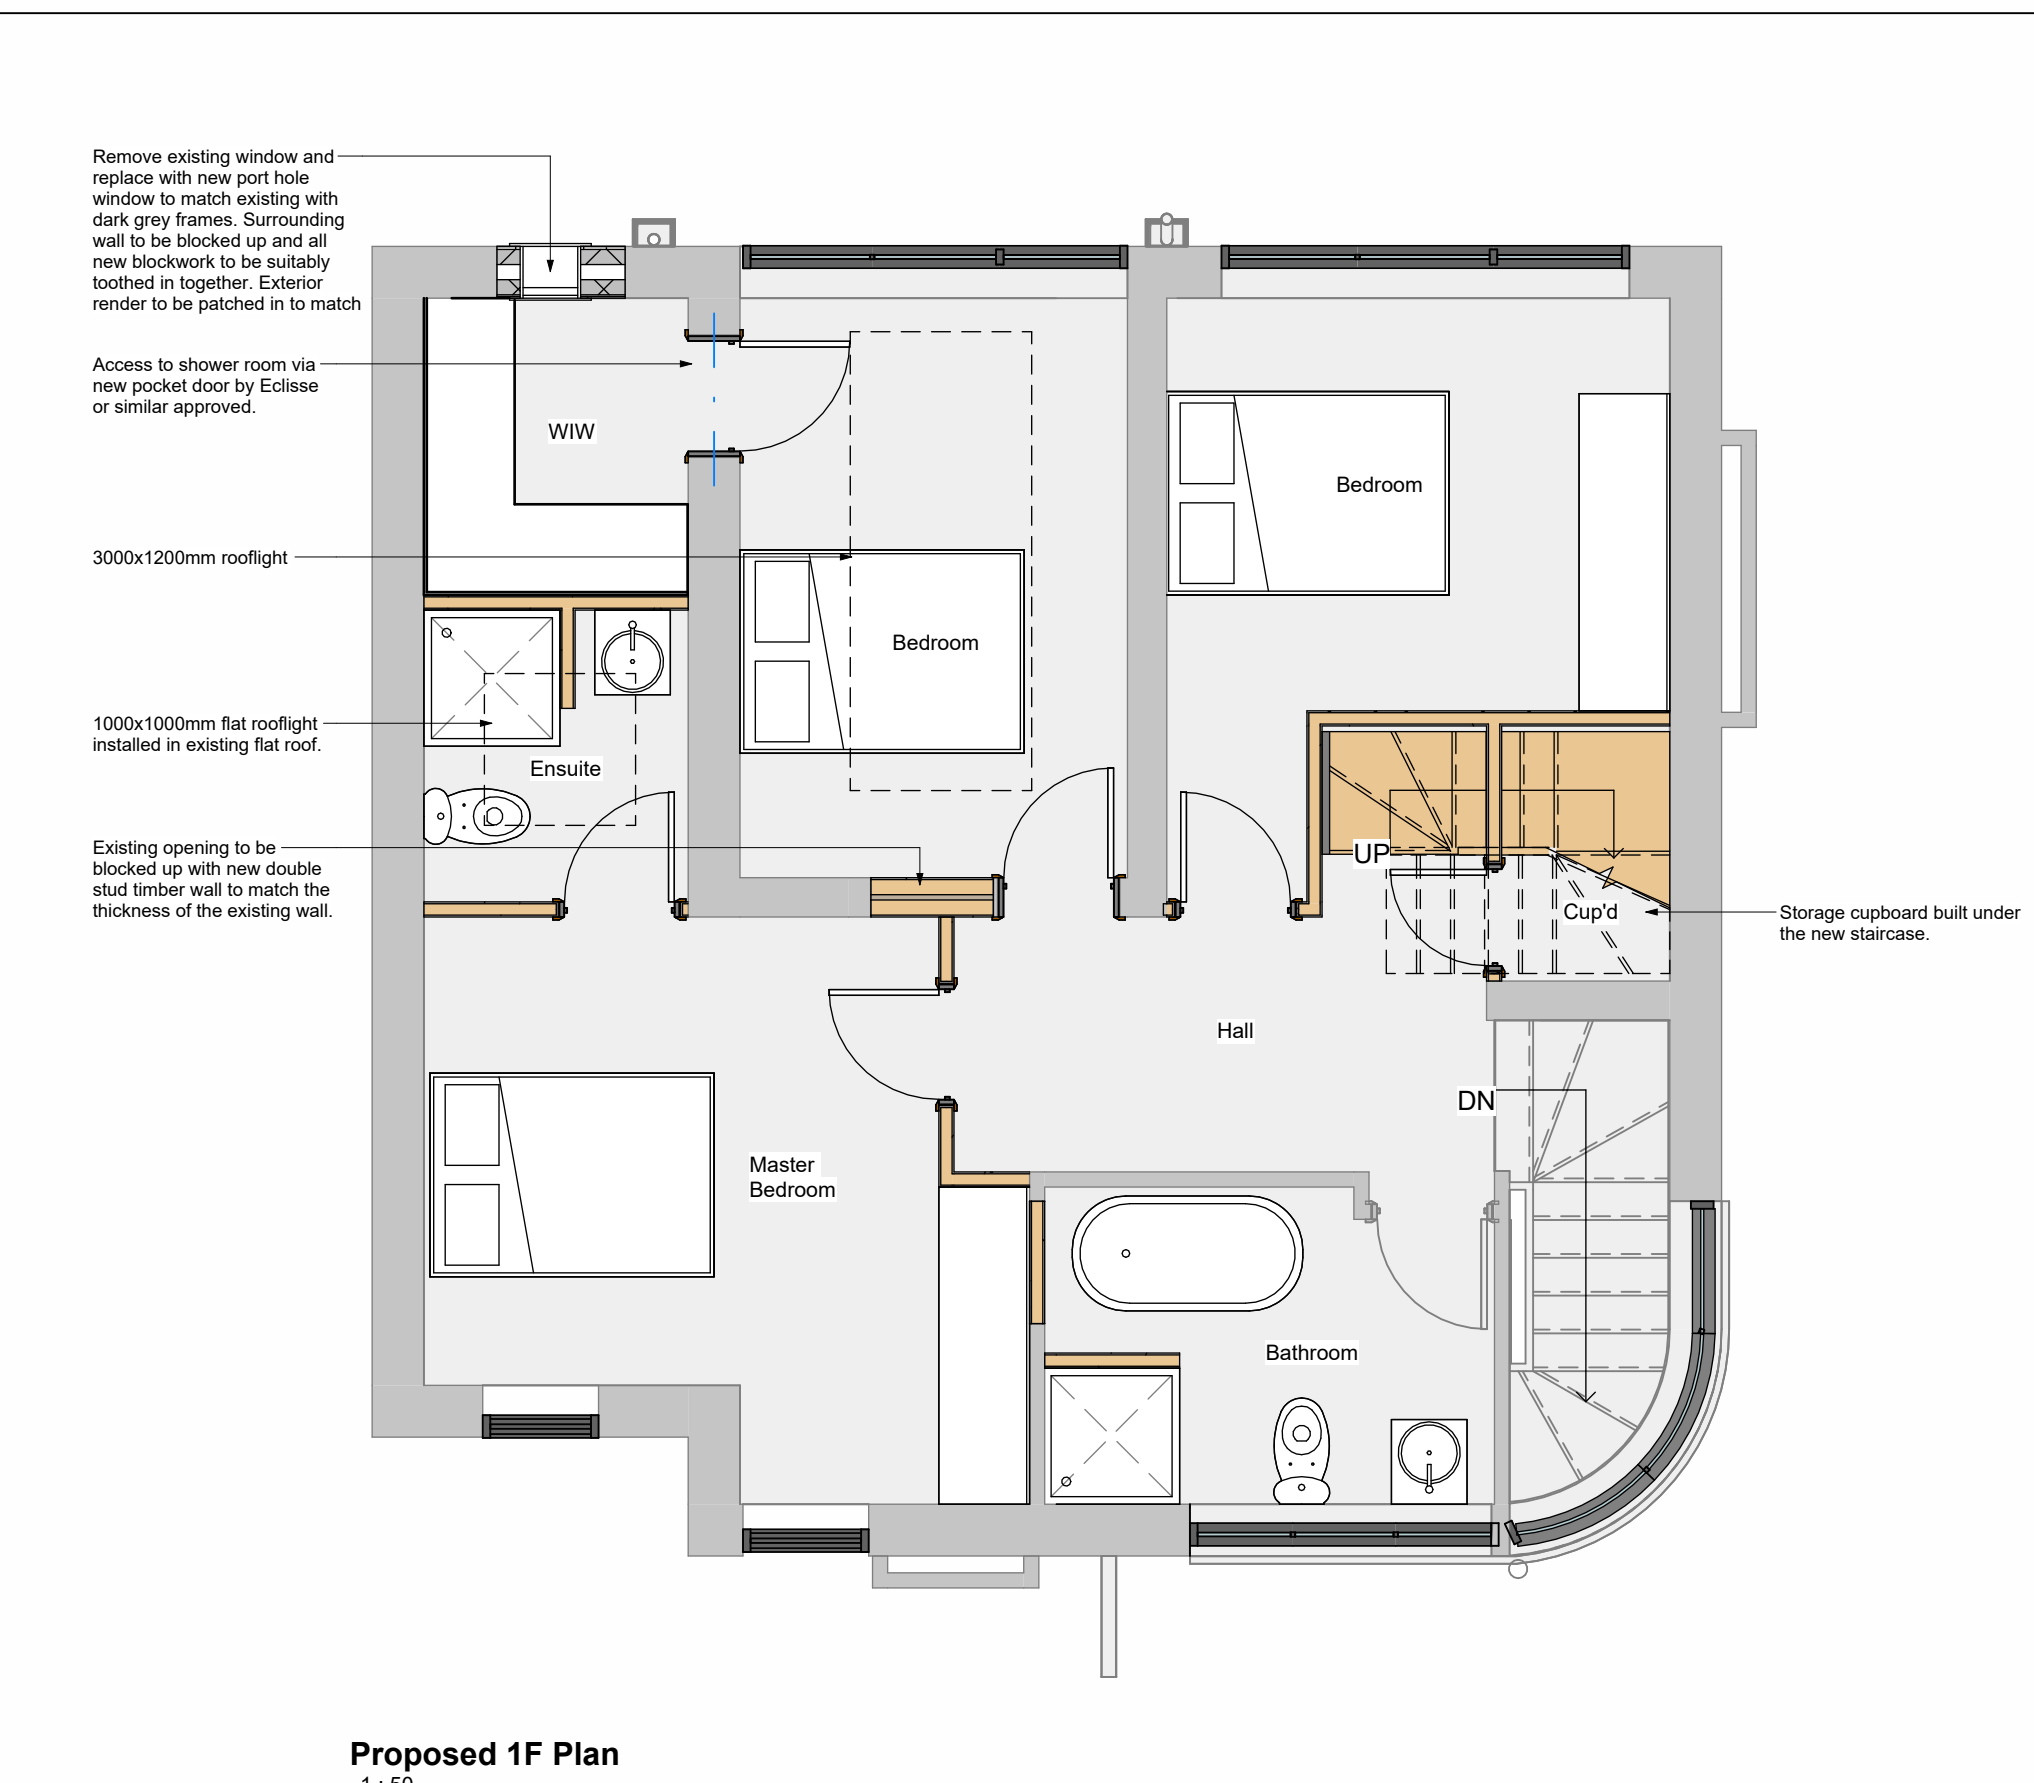 Remove existing window and
replace with new port hole
window to match existing with
dark grey frames. Surrounding
wall to be blocked up and all
new blockwork to be suitably
toothed in together. Exterior
render to be patched in to match
Access to shower room via
new pocket door by Eclisse
or similar approved.
WIW
Bedroom
3000x1200mm rooflight
Bedroom
1000x1000mm flat rooflight
installed in existing flat roof.
Ensuite
Existing opening to be
blocked up with new double
stud timber wall to match the
thickness of the existing wall.
UP
Cup'd
Storage cupboard built under
the new staircase.
Hall
DN
Master
Bedroom
Bathroom
Proposed 1F Plan
1 : 50